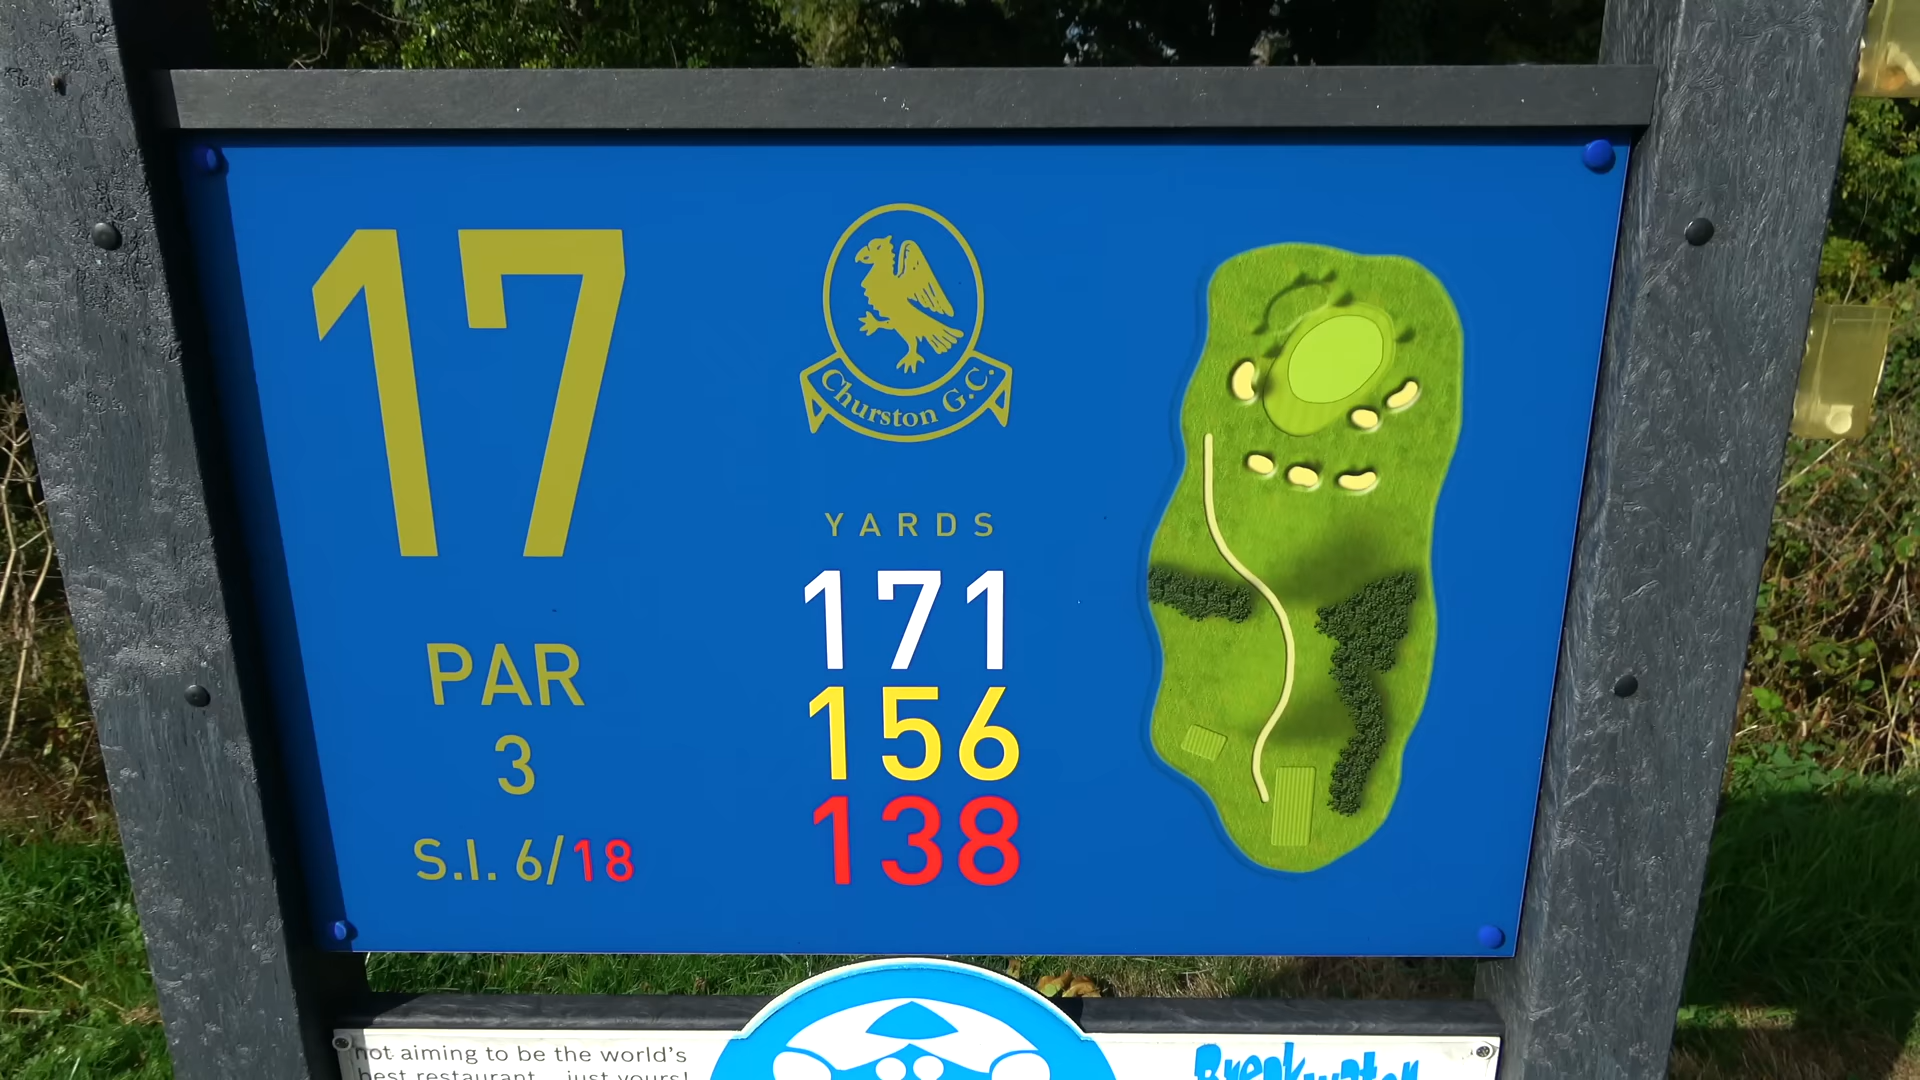 17
PAR
3
S.I. 6/18
Churston G.C.
YARDS
171
156
138
not aiming to be the world's
best restaurant... just yours!
Breakwater